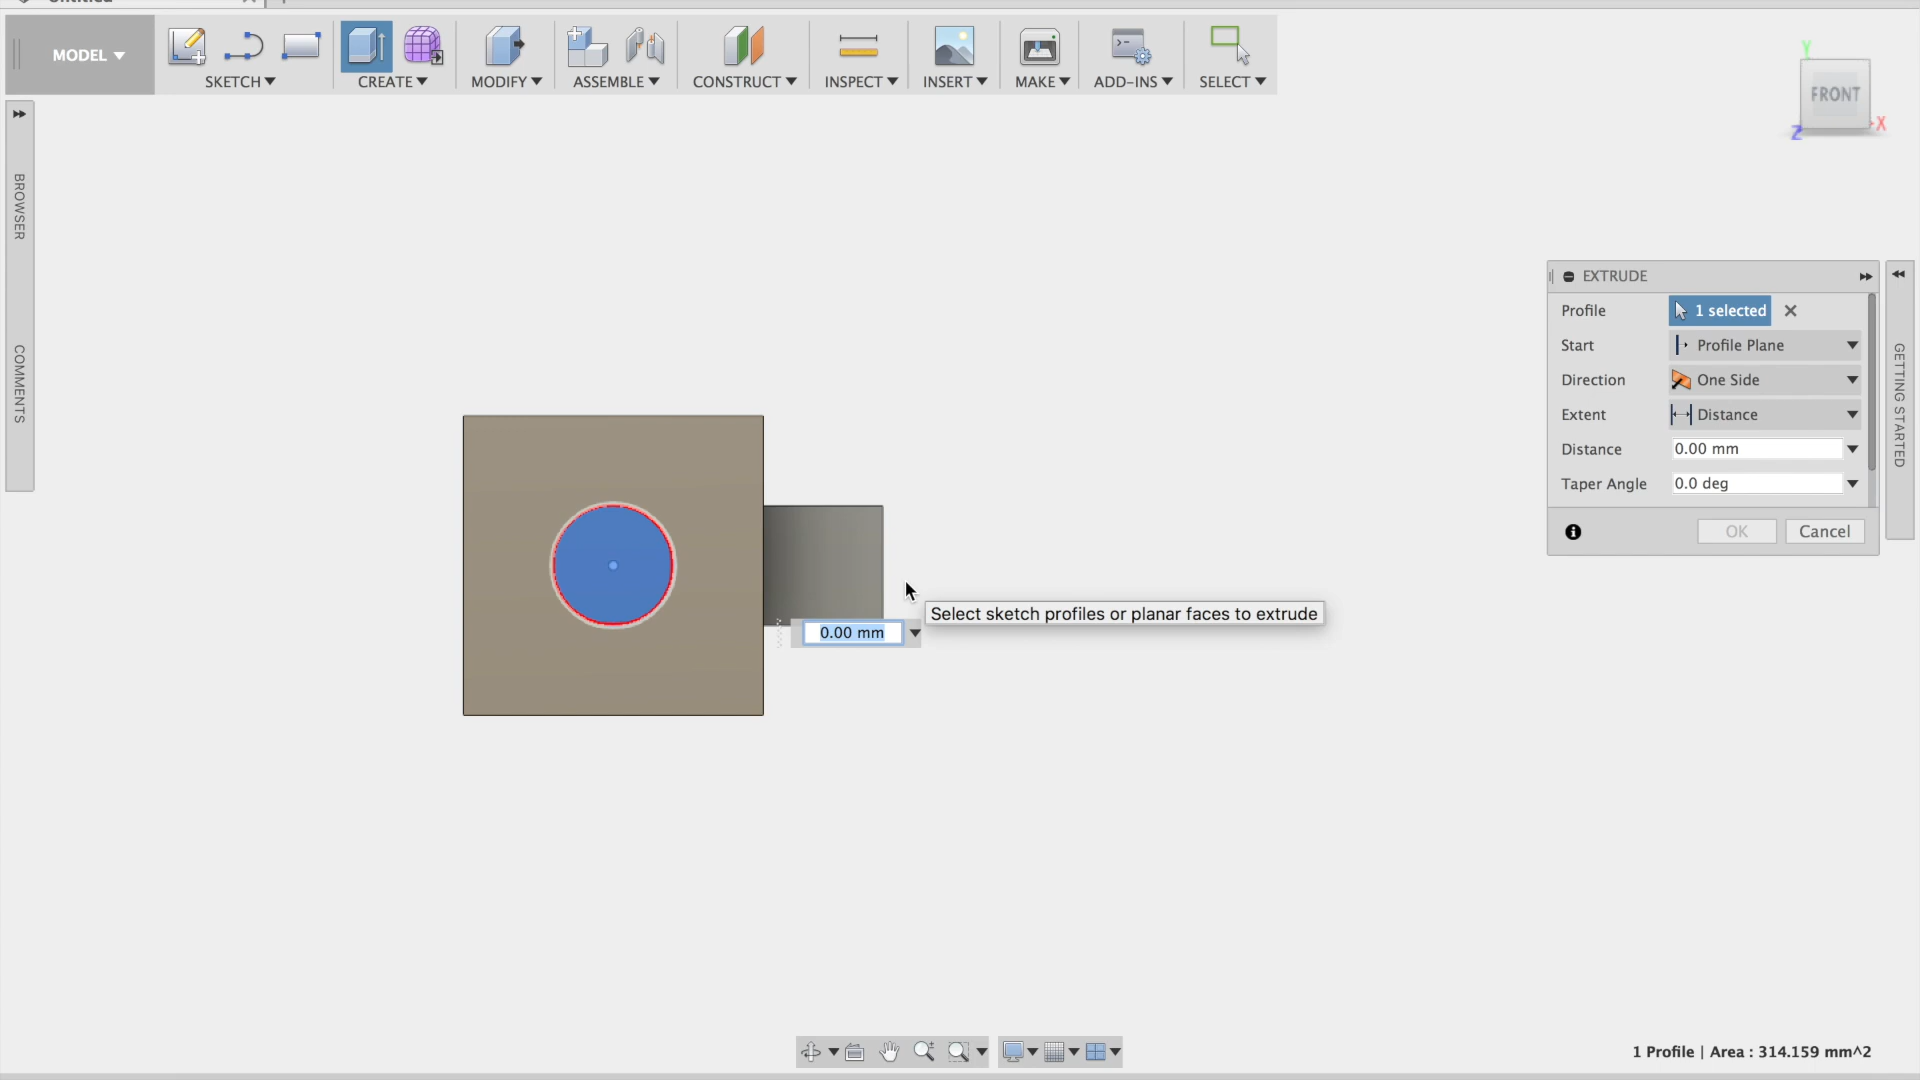 Untitled
MODEL
SKETCH
CREATE
MODIFY
ASSEMBLE
CONSTRUCT
INSPECT
INSERT
MAKE
ADD-INS
SELECT
Y
FRONT
X
Z
BROWSER
COMMENTS
EXTRUDE
Profile 1 selected
Start Profile Plane
Direction One Side
Extent Distance
Distance 0.00 mm
Taper Angle 0.0 deg
OK Cancel
GETTING STARTED
Select sketch profiles or planar faces to extrude
0.00 mm
1 Profile | Area : 314.159 mm^2